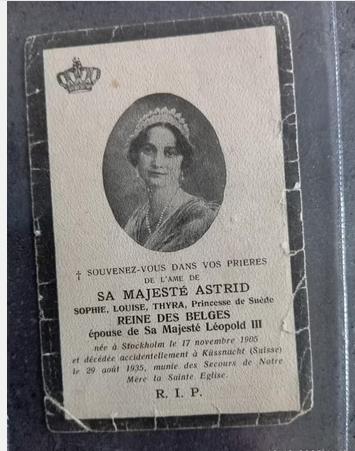 † SOUVENEZ-VOUS DANS VOS PRIERES
DE L'AME DE
SA MAJESTÉ ASTRID
SOPHIE, LOUISE, THYRA, Princesse de Suède
REINE DES BELGES
épouse de Sa Majesté Léopold III
née à Stockholm le 17 novembre 1905
et décédée accidentellement à Küssnacht (Suisse)
le 29 août 1935, munie des Secours de Notre
Mère la Sainte Eglise.
R. I. P.